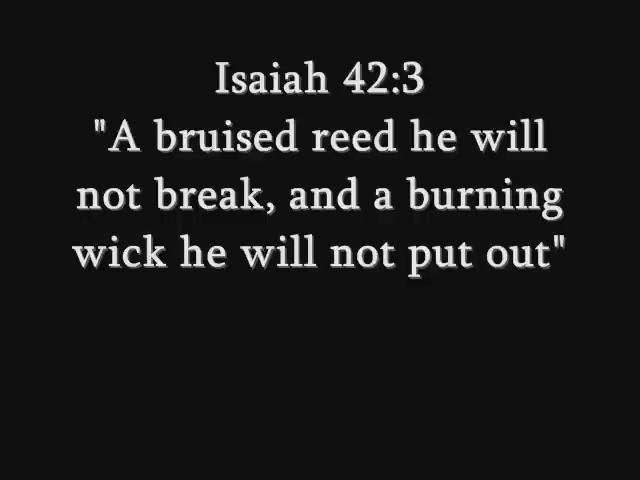 Isaiah 42:3
"A bruised reed he will
not break, and a burning
wick he will not put out"